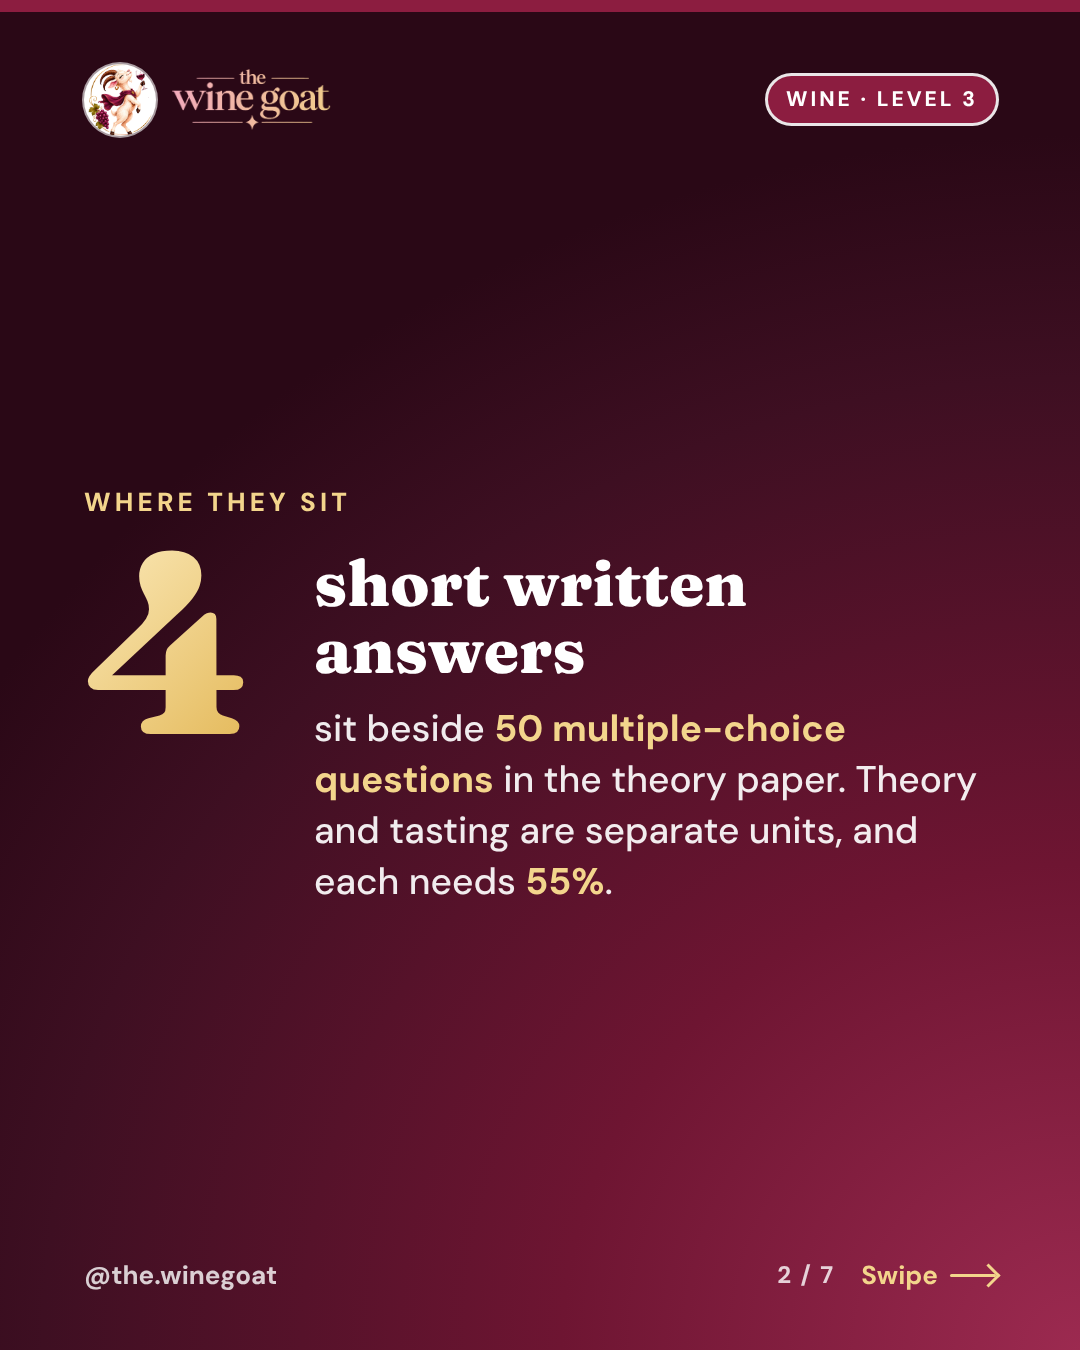 the
wine goat
WINE · LEVEL 3
WHERE THEY SIT
4
short written
answers
sit beside 50 multiple-choice
questions in the theory paper. Theory
and tasting are separate units, and
each needs 55%.
@the.winegoat
2 / 7
Swipe